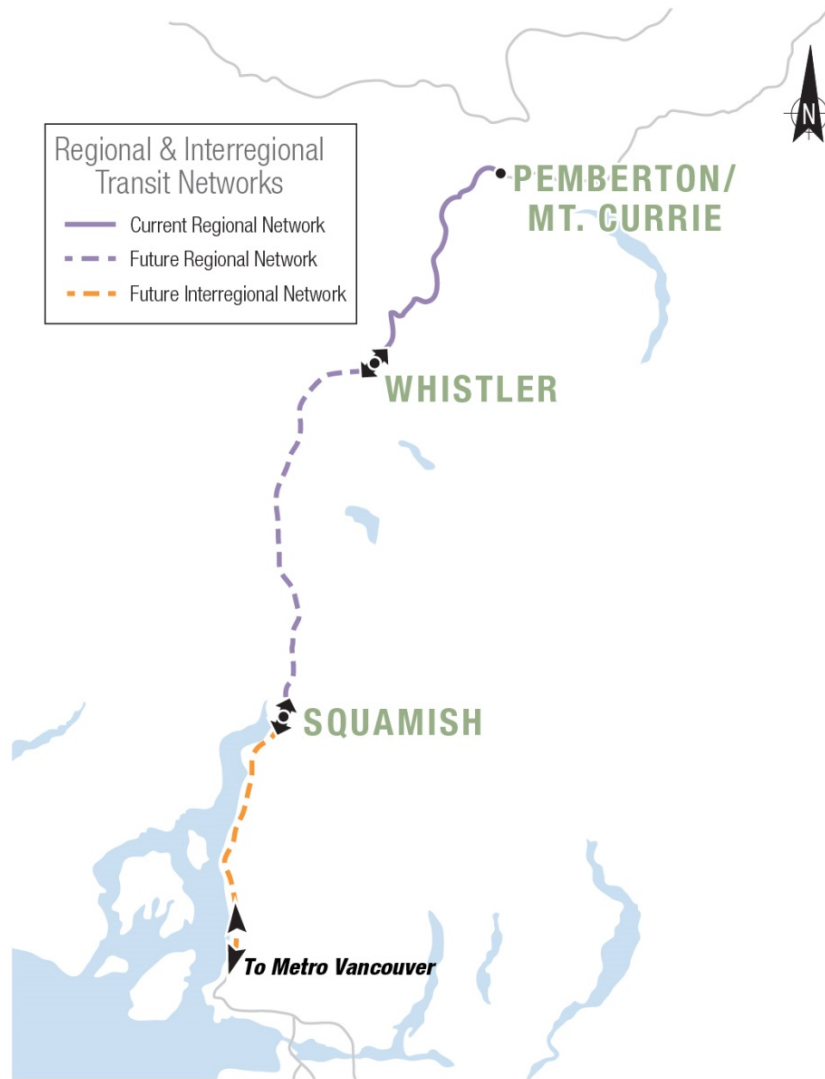 N
Regional & Interregional
Transit Networks
Current Regional Network
Future Regional Network
Future Interregional Network
PEMBERTON/
MT. CURRIE
WHISTLER
SQUAMISH
To Metro Vancouver